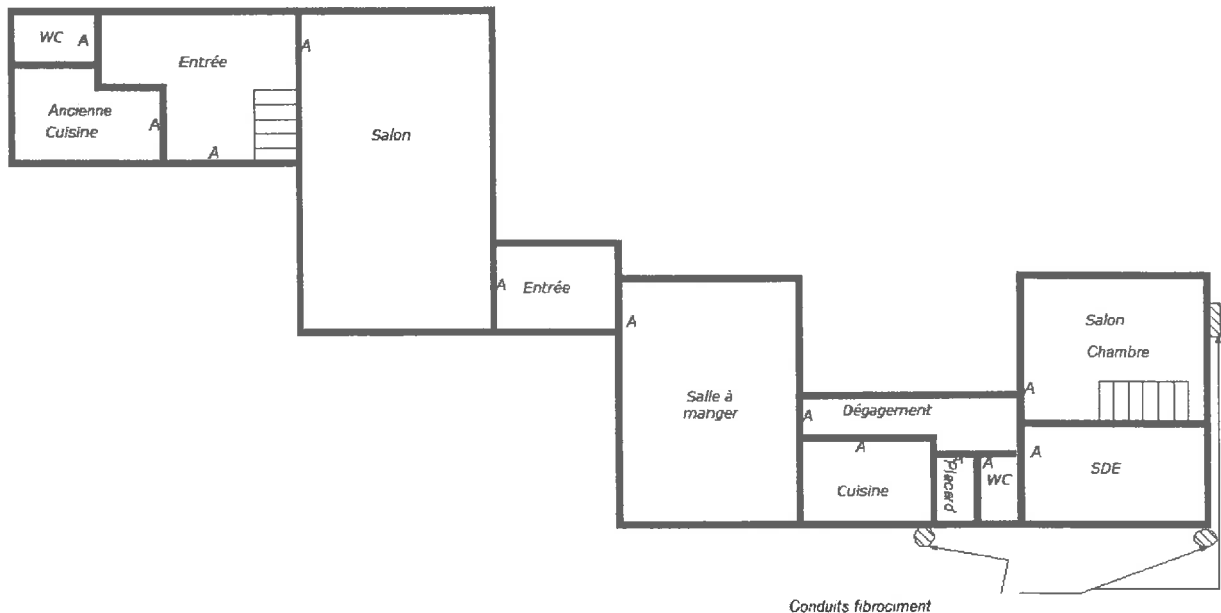 WC
A
Entrée
A
Ancienne
Cuisine
A
A
Salon
A
Entrée
A
Salle à
manger
Salon
Chambre
A
A
Dégagement
A
Cuisine
A
Placard
A
WC
A
SDE
Conduits fibrociment